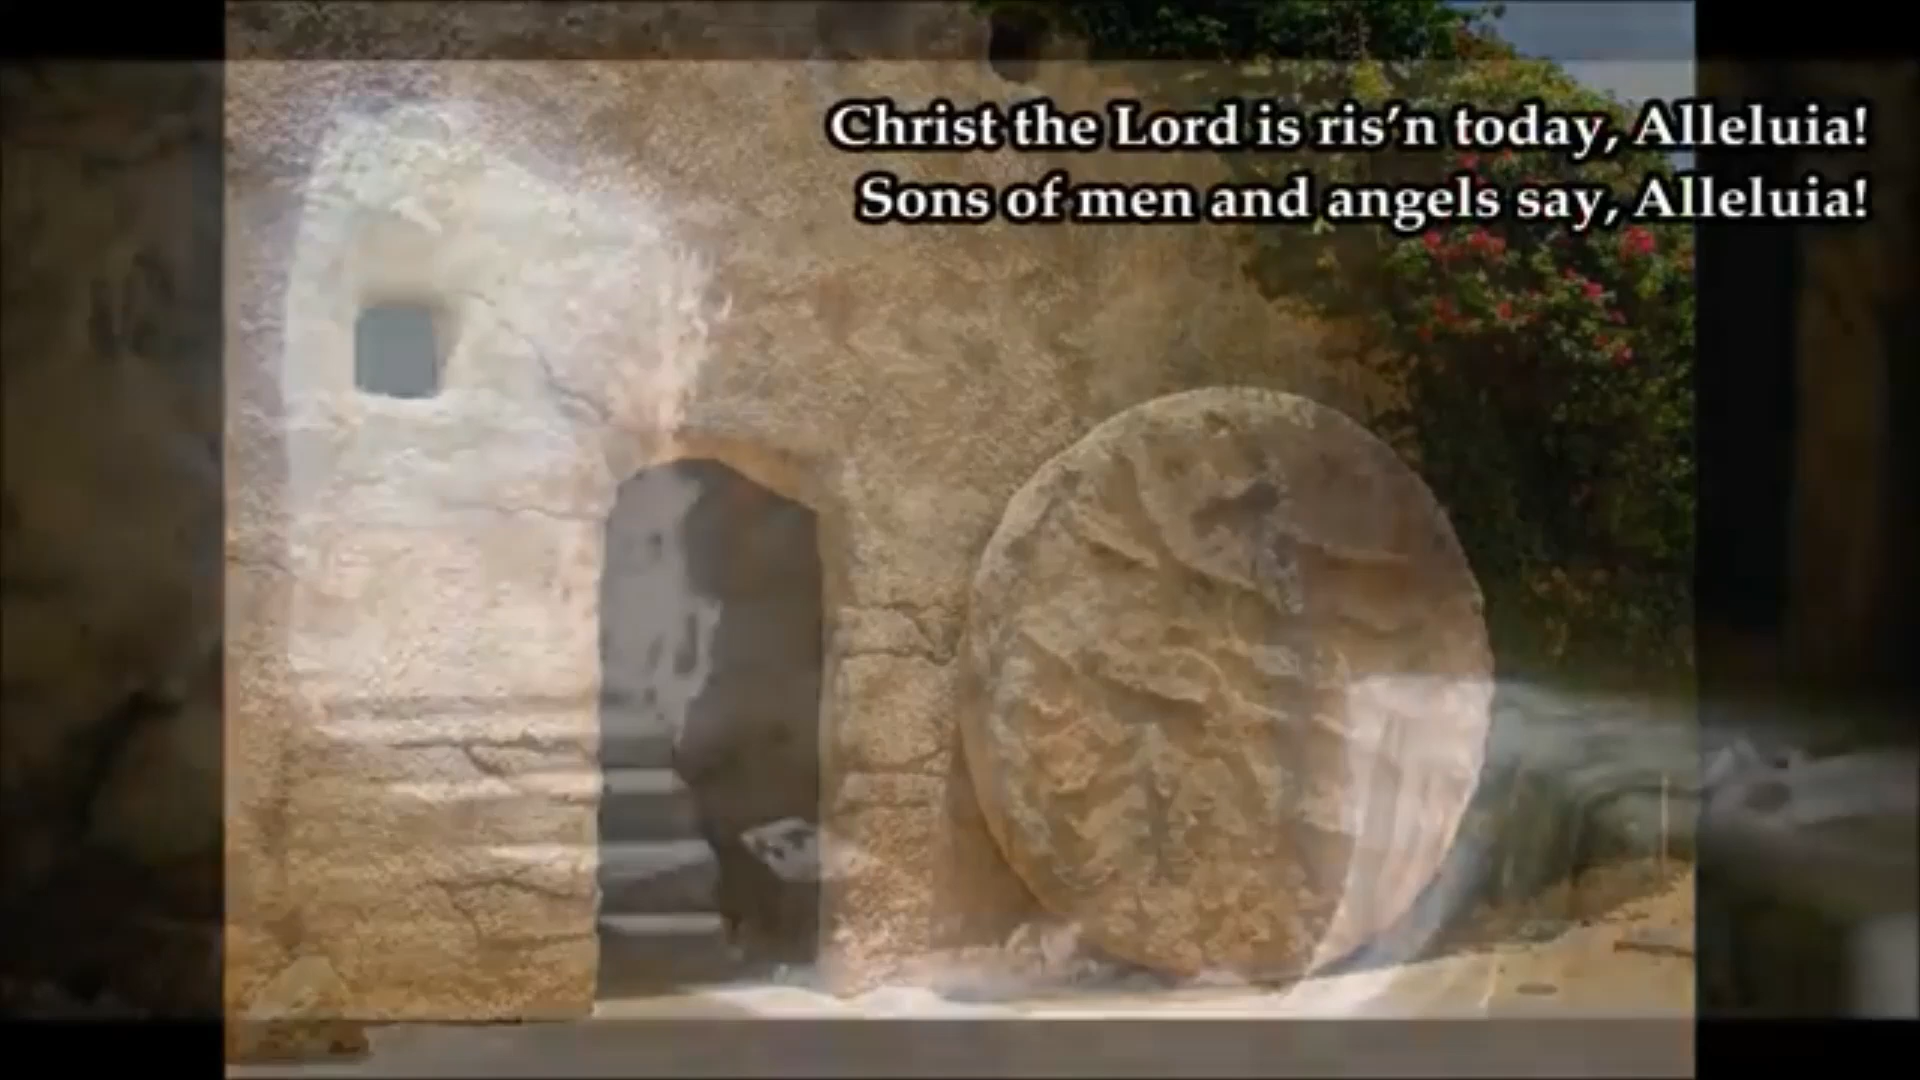 Christ the Lord is ris’n today, Alleluia!
Sons of men and angels say, Alleluia!